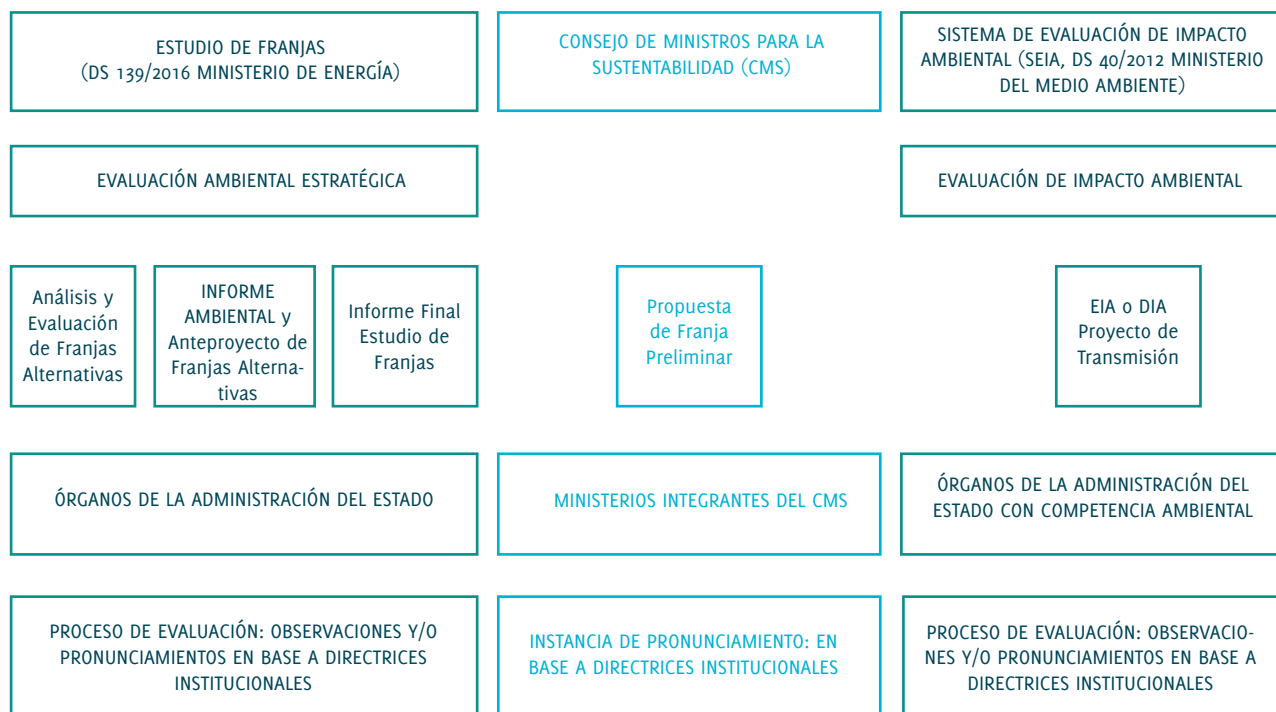 ESTUDIO DE FRANJAS
(DS 139/2016 MINISTERIO DE ENERGÍA)
CONSEJO DE MINISTROS PARA LA
SUSTENTABILIDAD (CMS)
SISTEMA DE EVALUACIÓN DE IMPACTO
AMBIENTAL (SEIA, DS 40/2012 MINISTERIO
DEL MEDIO AMBIENTE)
EVALUACIÓN AMBIENTAL ESTRATÉGICA
EVALUACIÓN DE IMPACTO AMBIENTAL
Análisis y
Evaluación
de Franjas
Alternativas
INFORME
AMBIENTAL y
Anteproyecto de
Franjas Alterna-
tivas
Informe Final
Estudio de
Franjas
Propuesta
de Franja
Preliminar
EIA o DIA
Proyecto de
Transmisión
ÓRGANOS DE LA ADMINISTRACIÓN DEL ESTADO
MINISTERIOS INTEGRANTES DEL CMS
ÓRGANOS DE LA ADMINISTRACIÓN DEL
ESTADO CON COMPETENCIA AMBIENTAL
PROCESO DE EVALUACIÓN: OBSERVACIONES Y/O
PRONUNCIAMIENTOS EN BASE A DIRECTRICES
INSTITUCIONALES
INSTANCIA DE PRONUNCIAMIENTO: EN
BASE A DIRECTRICES INSTITUCIONALES
PROCESO DE EVALUACIÓN: OBSERVACIO-
NES Y/O PRONUNCIAMIENTOS EN BASE A
DIRECTRICES INSTITUCIONALES